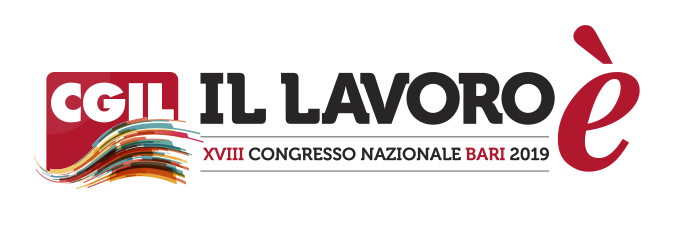 CGIL
IL LAVORO è
XVIII CONGRESSO NAZIONALE BARI 2019